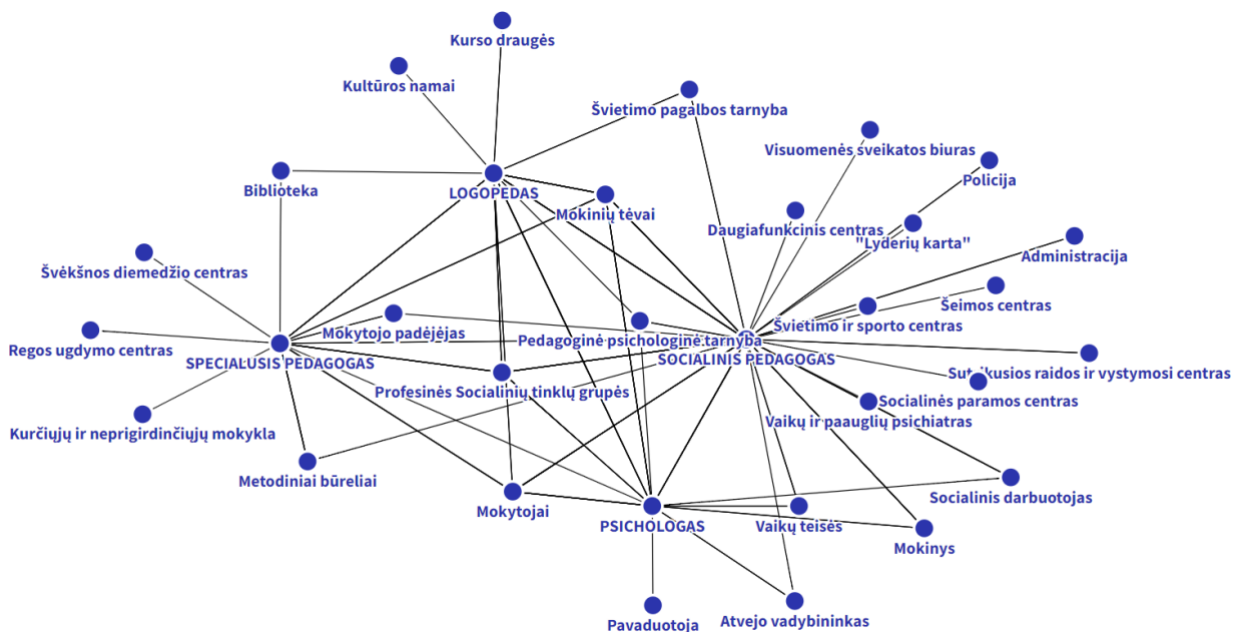 Kurso draugės
Kultūros namai
Švietimo pagalbos tarnyba
Visuomenės sveikatos biuras
Policija
Biblioteka
LOGOPEDAS
Mokinių tėvai
Daugiafunkcinis centras
"Lyderių karta"
Administracija
Švėkšnos diemedžio centras
Šeimos centras
Švietimo ir sporto centras
Mokytojo padėjėjas
Pedagoginė psichologinė tarnyba
Regos ugdymo centras
SPECIALUSIS PEDAGOGAS
SOCIALINIS PEDAGOGAS
raidos ir vystymosi centras
Profesinės Socialinių tinklų grupės
Socialinės paramos centras
Vaikų ir paauglių psichiatras
Kurčiųjų ir neprigirdinčiųjų mokykla
Metodiniai būreliai
Socialinis darbuotojas
Mokytojai
PSICHOLOGAS
Vaikų teisės
Mokinys
Pavaduotoja
Atvejo vadybininkas